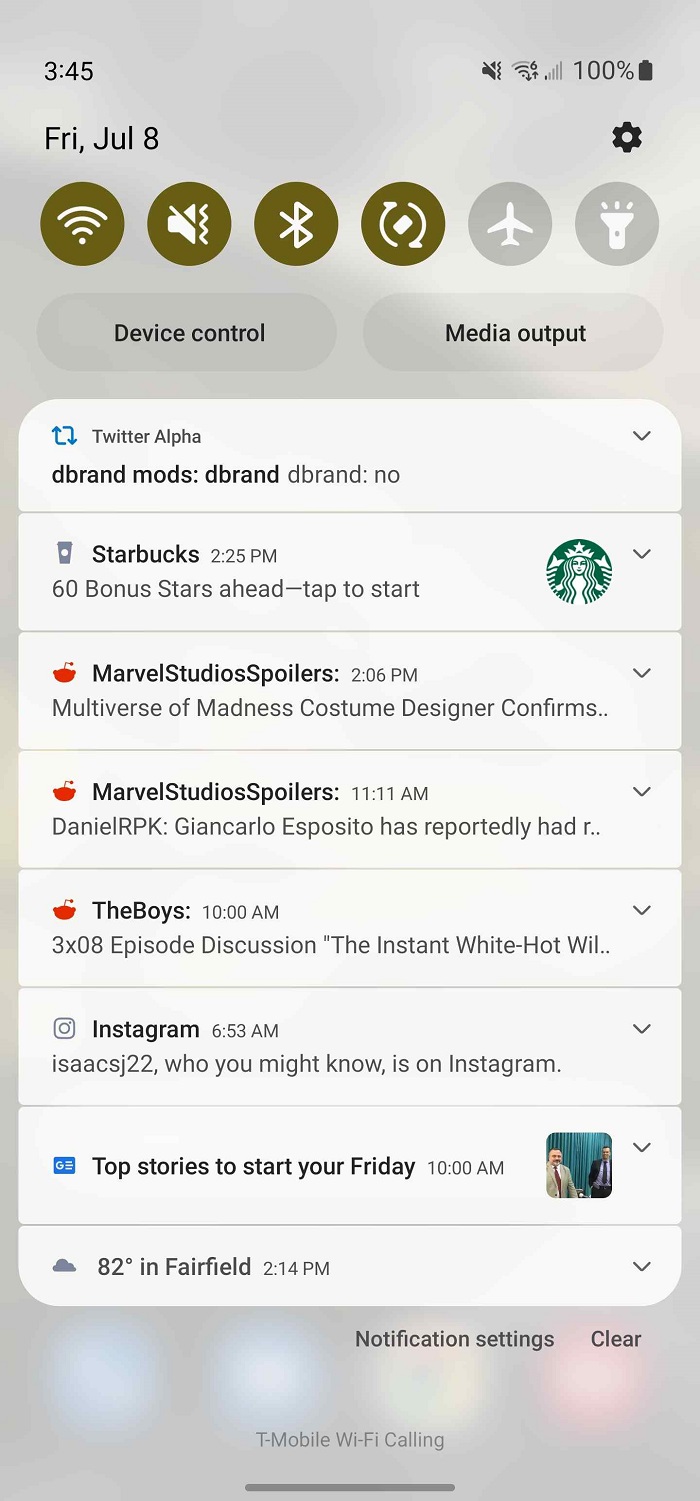 3:45
100%
Fri, Jul 8
Device control
Media output
Twitter Alpha
dbrand mods: dbrand dbrand: no
Starbucks 2:25 PM
60 Bonus Stars ahead—tap to start
MarvelStudiosSpoilers: 2:06 PM
Multiverse of Madness Costume Designer Confirms..
MarvelStudiosSpoilers: 11:11 AM
DanielRPK: Giancarlo Esposito has reportedly had r..
TheBoys: 10:00 AM
3x08 Episode Discussion "The Instant White-Hot Wil..
Instagram 6:53 AM
isaacsj22, who you might know, is on Instagram.
Top stories to start your Friday 10:00 AM
82° in Fairfield 2:14 PM
Notification settings
Clear
T-Mobile Wi-Fi Calling